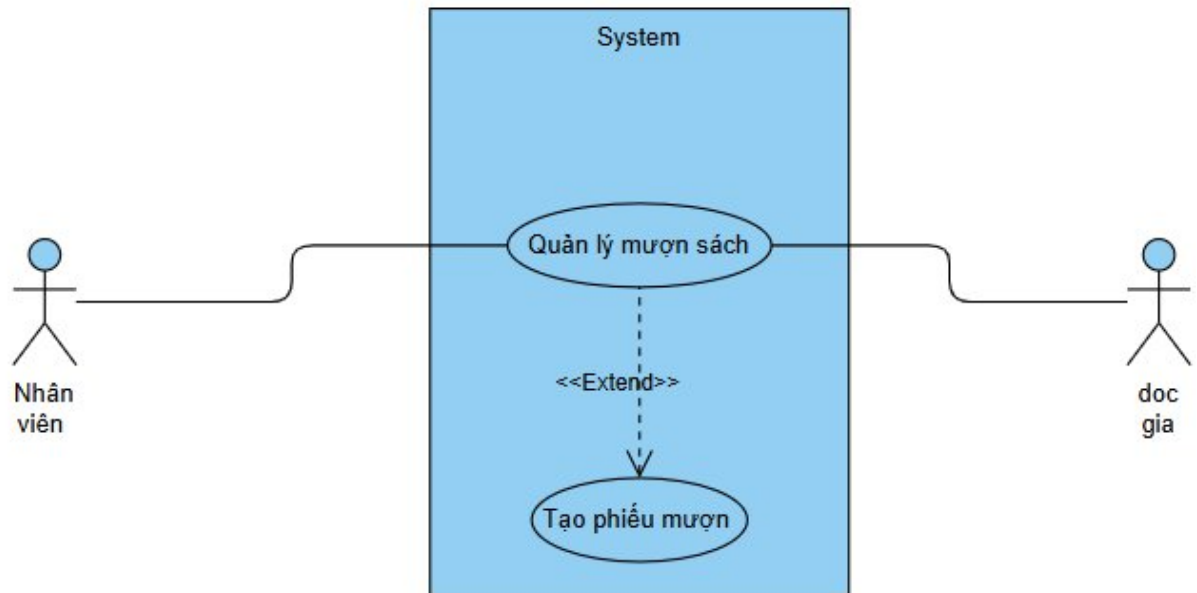 System
Quản lý mượn sách
<<Extend>>
Nhân
viên
doc
gia
Tạo phiếu mượn